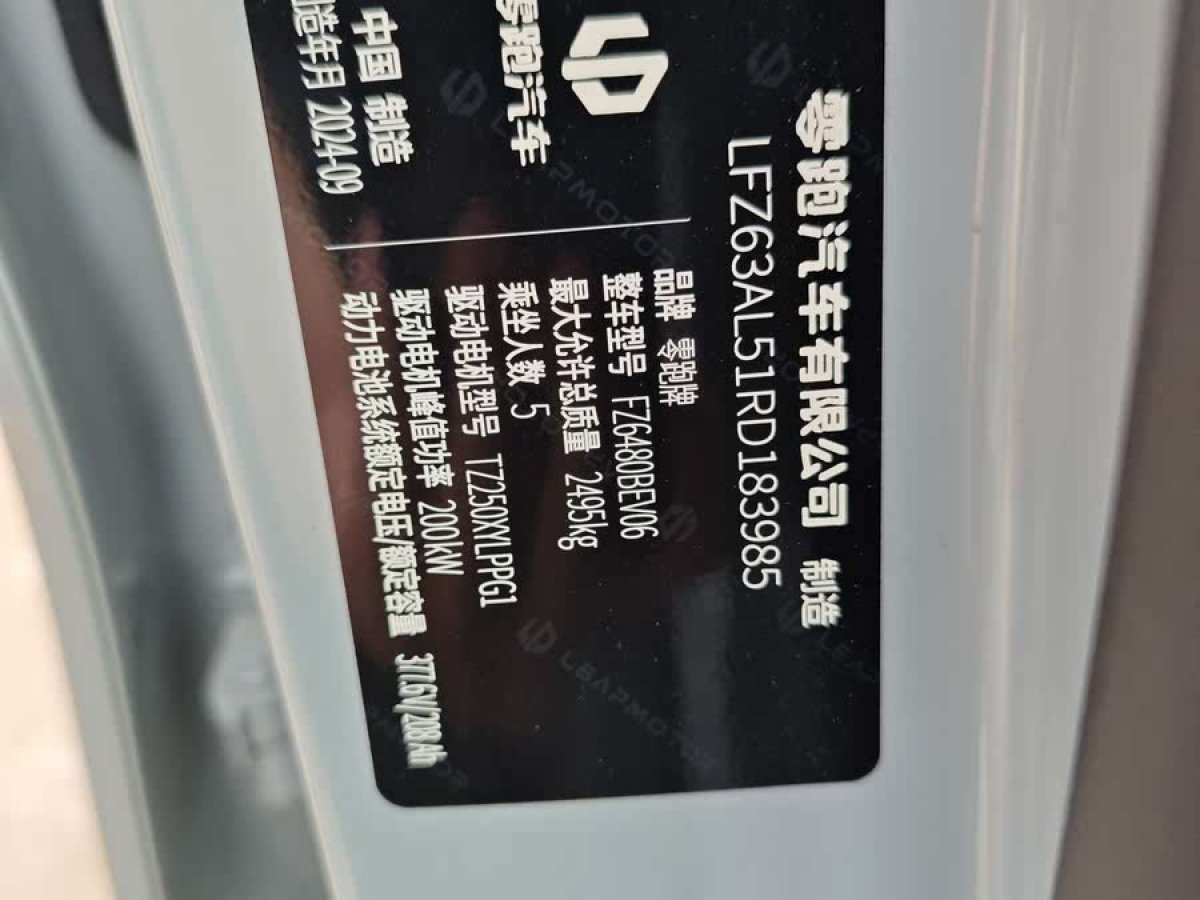 零跑汽车有限公司 制造
LFZ63AL51RD183985
零跑汽车
中国 制造
造年月 2024-09
品牌 零跑牌
整车型号 FZ6480BEV06
最大允许总质量 2495kg
乘坐人数 5
驱动电机型号 TZ250XYLPPG1
驱动电机峰值功率 200kW
动力电池系统额定电压/额定容量 377.6V/208Ah
LEAPMOTOR